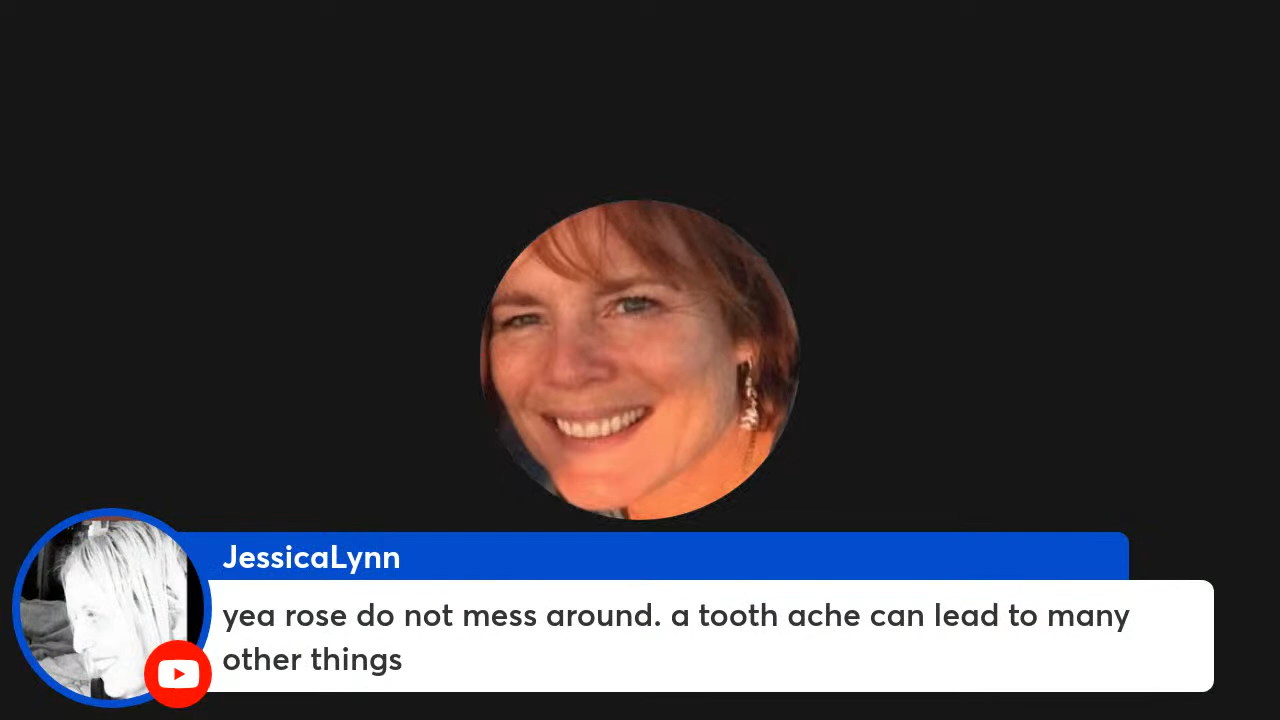 JessicaLynn
yea rose do not mess around. a tooth ache can lead to many
other things